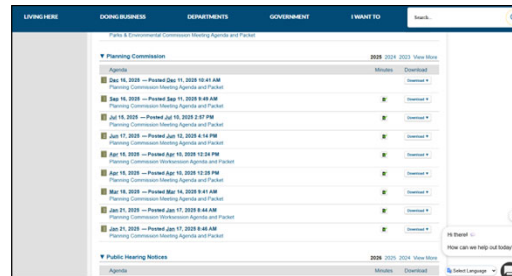 LIVING HERE
DOING BUSINESS
DEPARTMENTS
GOVERNMENT
I WANT TO
Search...
Parks & Environmental Commission Meeting Agenda and Packet
▼ Planning Commission
2025 2024 2023 View More
Agenda
Minutes
Download
Dec 16, 2025 — Posted Dec 11, 2025 10:41 AM
Planning Commission Meeting Agenda and Packet
Download ▼
Sep 16, 2025 — Posted Sep 11, 2025 9:49 AM
Planning Commission Meeting Agenda and Packet
Download ▼
Jul 15, 2025 — Posted Jul 10, 2025 2:57 PM
Planning Commission Meeting Agenda and Packet
Download ▼
Jun 17, 2025 — Posted Jun 12, 2025 4:14 PM
Planning Commission Meeting Agenda and Packet
Download ▼
Apr 15, 2025 — Posted Apr 10, 2025 12:24 PM
Planning Commission Worksession Agenda and Packet
Download ▼
Apr 15, 2025 — Posted Apr 10, 2025 12:25 PM
Planning Commission Meeting Agenda and Packet
Download ▼
Mar 18, 2025 — Posted Mar 14, 2025 9:41 AM
Planning Commission Meeting Agenda and Packet
Download ▼
Jan 21, 2025 — Posted Jan 17, 2025 8:44 AM
Planning Commission Worksession Agenda and Packet
Download ▼
Jan 21, 2025 — Posted Jan 17, 2025 8:45 AM
Planning Commission Meeting Agenda and Packet
Download ▼
▼ Public Hearing Notices
2026 2025 2024 View More
Agenda
Minutes
Download
Hi there!
How can we help out today?
Select Language